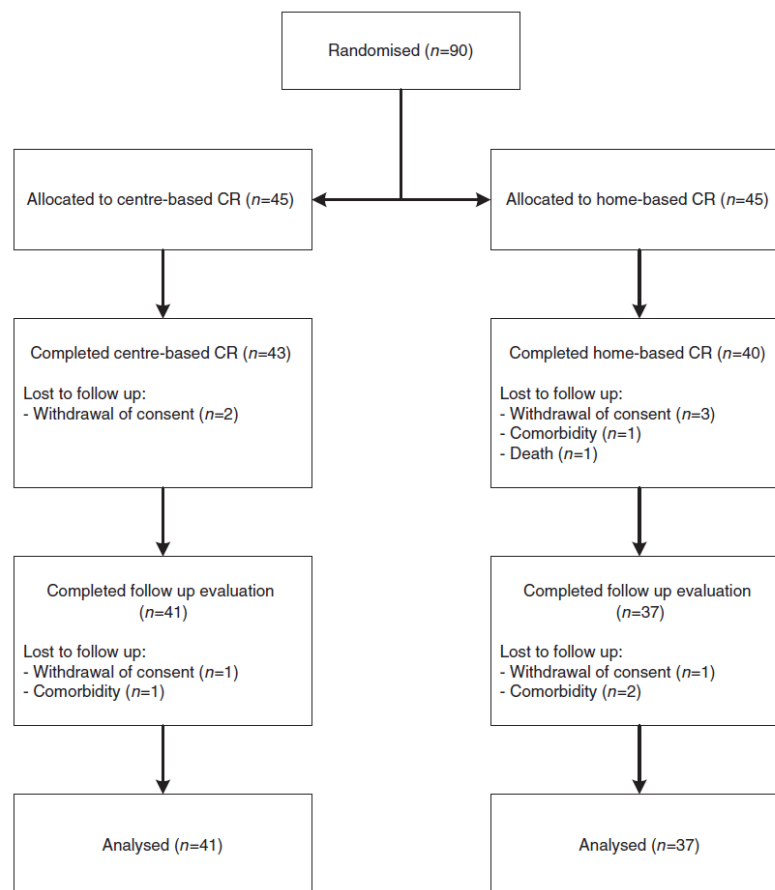 Randomised (n=90)
Allocated to centre-based CR (n=45)
Allocated to home-based CR (n=45)
Completed centre-based CR (n=43)
Lost to follow up:
- Withdrawal of consent (n=2)
Completed home-based CR (n=40)
Lost to follow up:
- Withdrawal of consent (n=3)
- Comorbidity (n=1)
- Death (n=1)
Completed follow up evaluation
(n=41)
Lost to follow up:
- Withdrawal of consent (n=1)
- Comorbidity (n=1)
Completed follow up evaluation
(n=37)
Lost to follow up:
- Withdrawal of consent (n=1)
- Comorbidity (n=2)
Analysed (n=41)
Analysed (n=37)